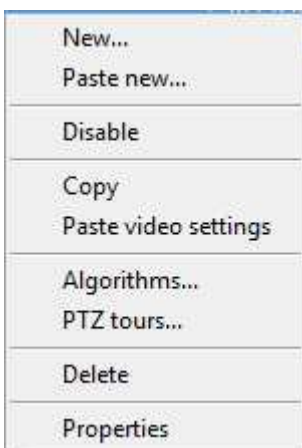 New...
Paste new...
Disable
Copy
Paste video settings
Algorithms...
PTZ tours...
Delete
Properties